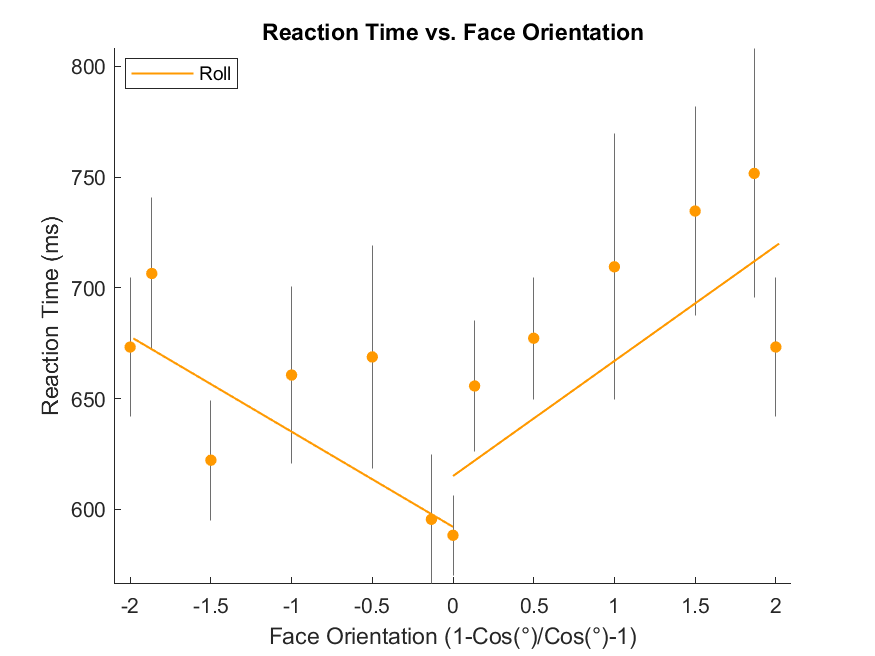 Reaction Time vs. Face Orientation
Roll
800
750
700
650
600
Reaction Time (ms)
-2 -1.5 -1 -0.5 0 0.5 1 1.5 2
Face Orientation (1-Cos(°)/Cos(°)-1)